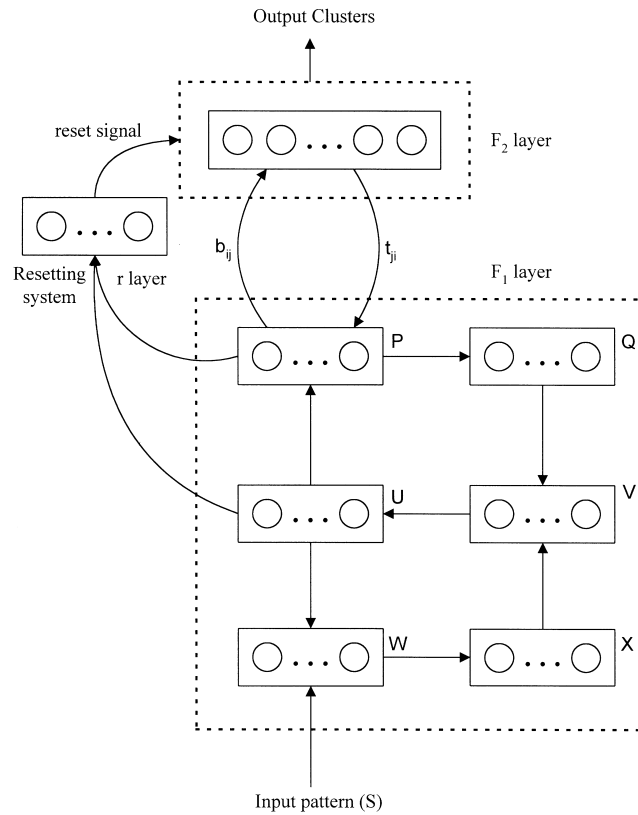 Output Clusters
reset signal
F2 layer
bij
tji
Resetting
system
r layer
F1 layer
P
Q
U
V
W
X
Input pattern (S)